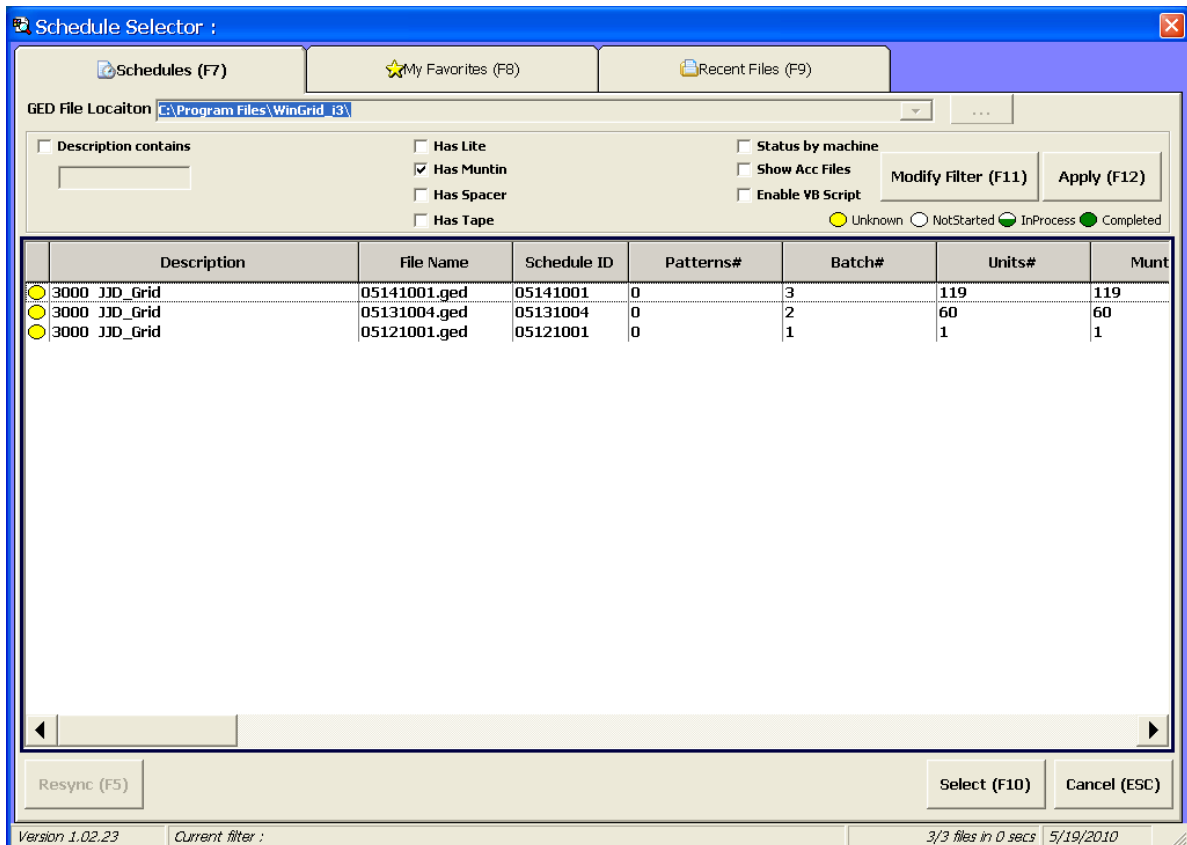 Schedule Selector :
Schedules (F7) My Favorites (F8) Recent Files (F9)
GED File Locaiton C:\Program Files\WinGrid_i3\ ...
Description contains Has Lite Status by machine
Has Muntin Show Acc Files Modify Filter (F11) Apply (F12)
Has Spacer Enable VB Script
Has Tape Unknown NotStarted InProcess Completed
Description File Name Schedule ID Patterns# Batch# Units# Munt
3000 JJD_Grid 05141001.ged 05141001 0 3 119 119
3000 JJD_Grid 05131004.ged 05131004 0 2 60 60
3000 JJD_Grid 05121001.ged 05121001 0 1 1 1
Resync (F5) Select (F10) Cancel (ESC)
Version 1.02.23 Current filter : 3/3 files in 0 secs 5/19/2010